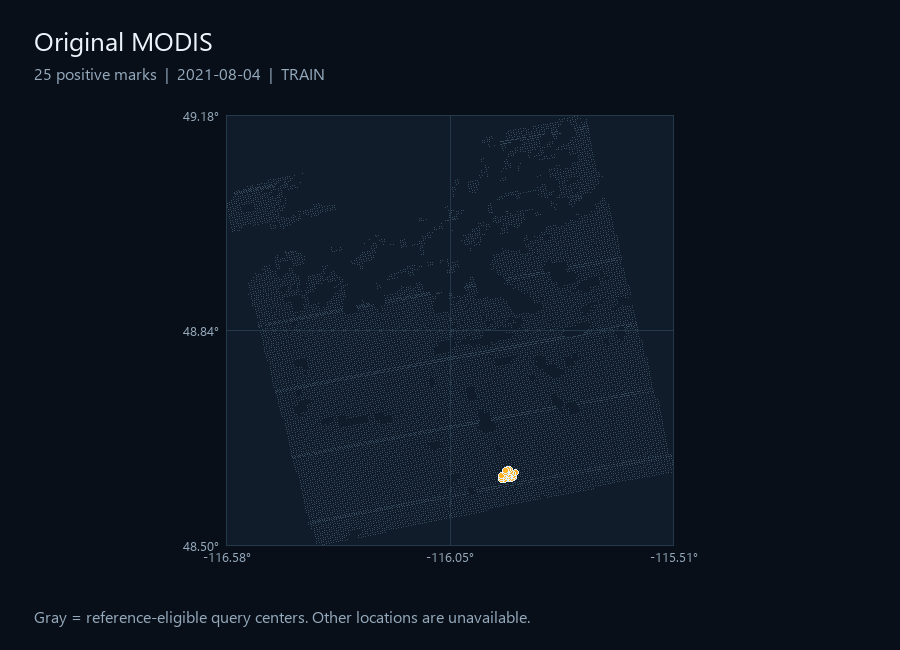 Original MODIS
25 positive marks | 2021-08-04 | TRAIN
49.18°
48.84°
48.50°
-116.58°
-116.05°
-115.51°
Gray = reference-eligible query centers. Other locations are unavailable.